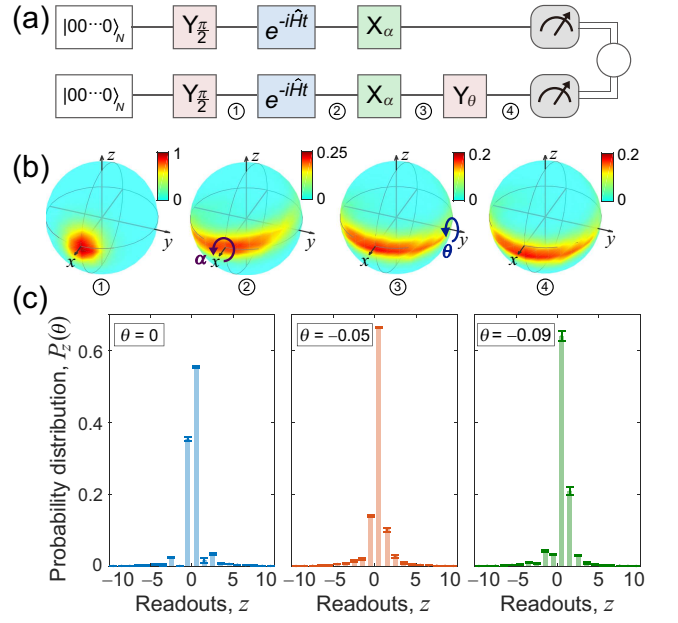 (a)
|00···0⟩N Yπ/2 e-iĤt Xα
|00···0⟩N Yπ/2 ① e-iĤt ② Xα ③ Yθ ④
(b)
z 1 0 y x ①
z 0.25 0 y x α ②
z 0.2 0 y x θ ③
z 0.2 0 y x ④
(c)
Probability distribution, Pz(θ)
0.6
0.4
0.2
0
θ = 0
θ = −0.05
θ = −0.09
−10 −5 0 5 10
−10 −5 0 5 10
−10 −5 0 5 10
Readouts, z
Readouts, z
Readouts, z